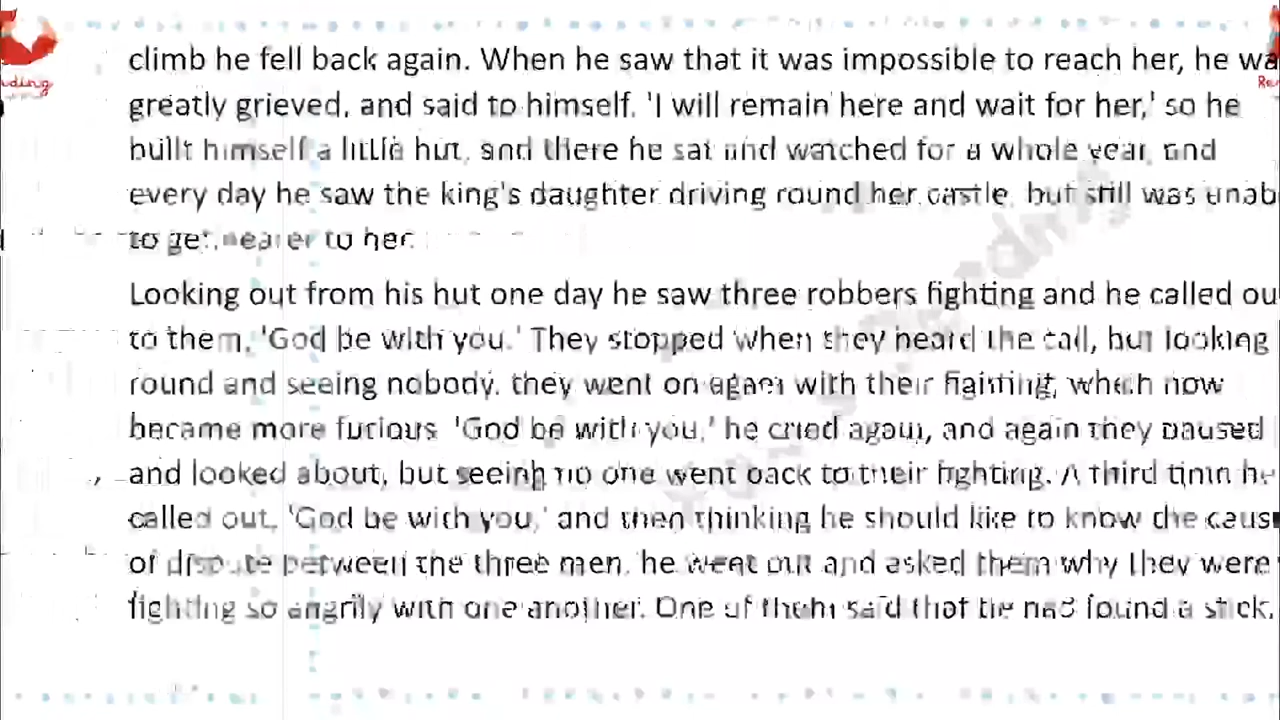 climb he fell back again. When he saw that it was impossible to reach her, he wa
greatly grieved, and said to himself, 'I will remain here and wait for her,' so he
built himself a little hut, and there he sat and watched for a whole year, and
every day he saw the king's daughter driving round her castle, but still was unab
to get nearer to her.
Looking out from his hut one day he saw three robbers fighting and he called ou
to them, 'God be with you.' They stopped when they heard the call, but looking
round and seeing nobody, they went on again with their fighting, which now
became more furious. 'God be with you,' he cried again, and again they paused
and looked about, but seeing no one went back to their fighting. A third time he
called out, 'God be with you,' and then thinking he should like to know the caus
of dispute between the three men, he went out and asked them why they were
fighting so angrily with one another. One of them said that he had found a stick,